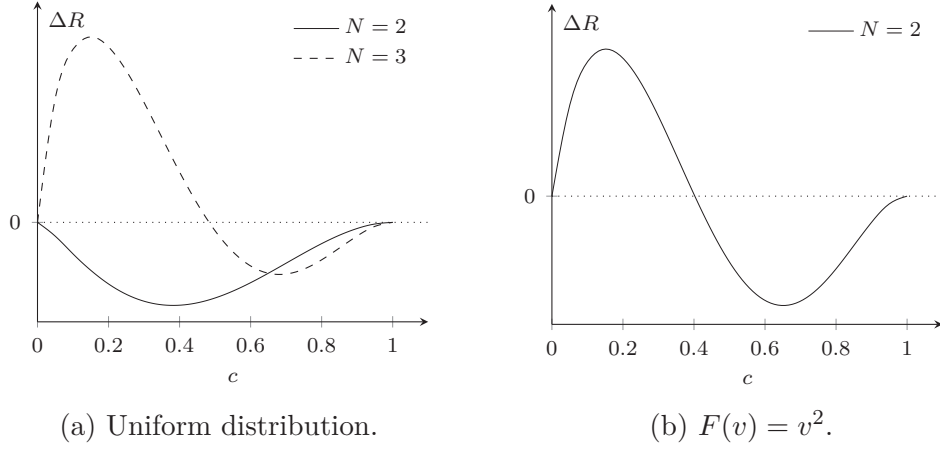 ΔR
N = 2
N = 3
0
0 0.2 0.4 0.6 0.8 1
c
(a) Uniform distribution.
ΔR
N = 2
0
0 0.2 0.4 0.6 0.8 1
c
(b) F(v) = v².